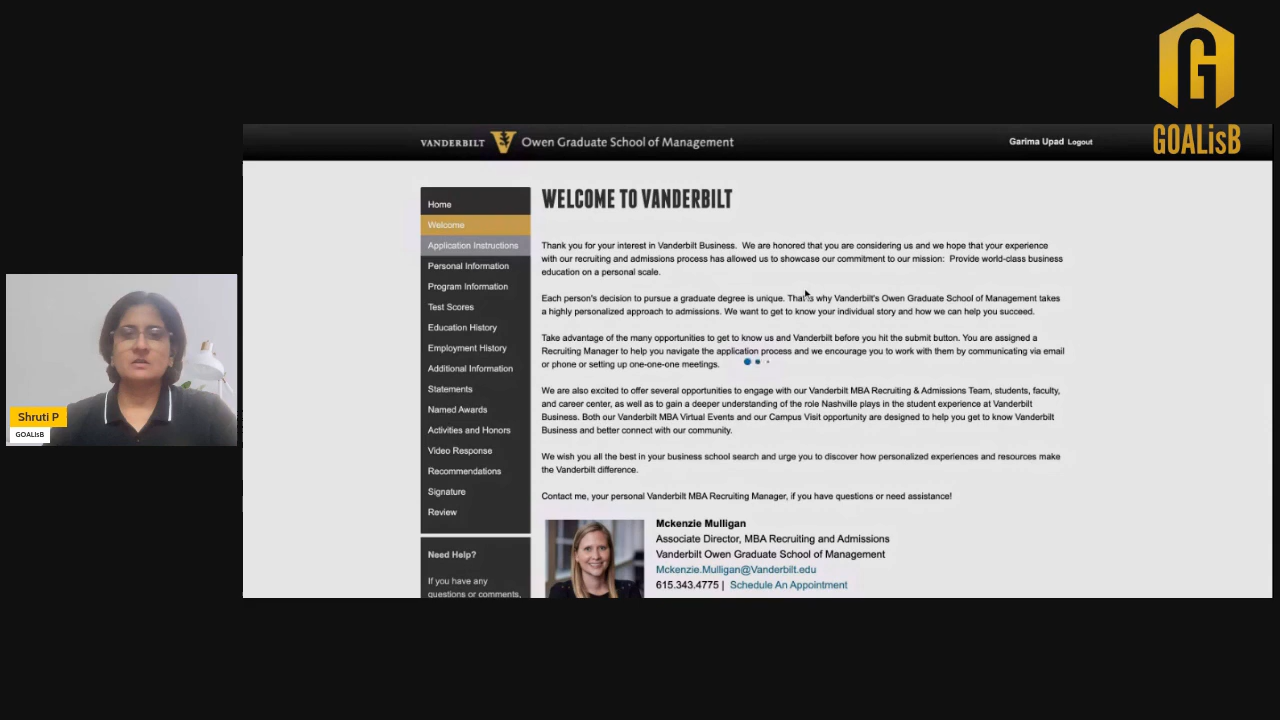 GOALisB
VANDERBILT V Owen Graduate School of Management
Garima Upad Logout
Home
Welcome
Application Instructions
Personal Information
Program Information
Test Scores
Education History
Employment History
Additional Information
Statements
Named Awards
Activities and Honors
Video Response
Recommendations
Signature
Review
Need Help?
If you have any
questions or comments,
WELCOME TO VANDERBILT
Thank you for your interest in Vanderbilt Business. We are honored that you are considering us and we hope that your experience
with our recruiting and admissions process has allowed us to showcase our commitment to our mission: Provide world-class business
education on a personal scale.
Each person's decision to pursue a graduate degree is unique. That is why Vanderbilt's Owen Graduate School of Management takes
a highly personalized approach to admissions. We want to get to know your individual story and how we can help you succeed.
Take advantage of the many opportunities to get to know us and Vanderbilt before you hit the submit button. You are assigned a
Recruiting Manager to help you navigate the application process and we encourage you to work with them by communicating via email
or phone or setting up one-one-one meetings.
We are also excited to offer several opportunities to engage with our Vanderbilt MBA Recruiting & Admissions Team, students, faculty,
and career center, as well as to gain a deeper understanding of the role Nashville plays in the student experience at Vanderbilt
Business. Both our Vanderbilt MBA Virtual Events and our Campus Visit opportunity are designed to help you get to know Vanderbilt
Business and better connect with our community.
We wish you all the best in your business school search and urge you to discover how personalized experiences and resources make
the Vanderbilt difference.
Contact me, your personal Vanderbilt MBA Recruiting Manager, if you have questions or need assistance!
Mckenzie Mulligan
Associate Director, MBA Recruiting and Admissions
Vanderbilt Owen Graduate School of Management
Mckenzie.Mulligan@Vanderbilt.edu
615.343.4775 | Schedule An Appointment
Shruti P
GOALisB